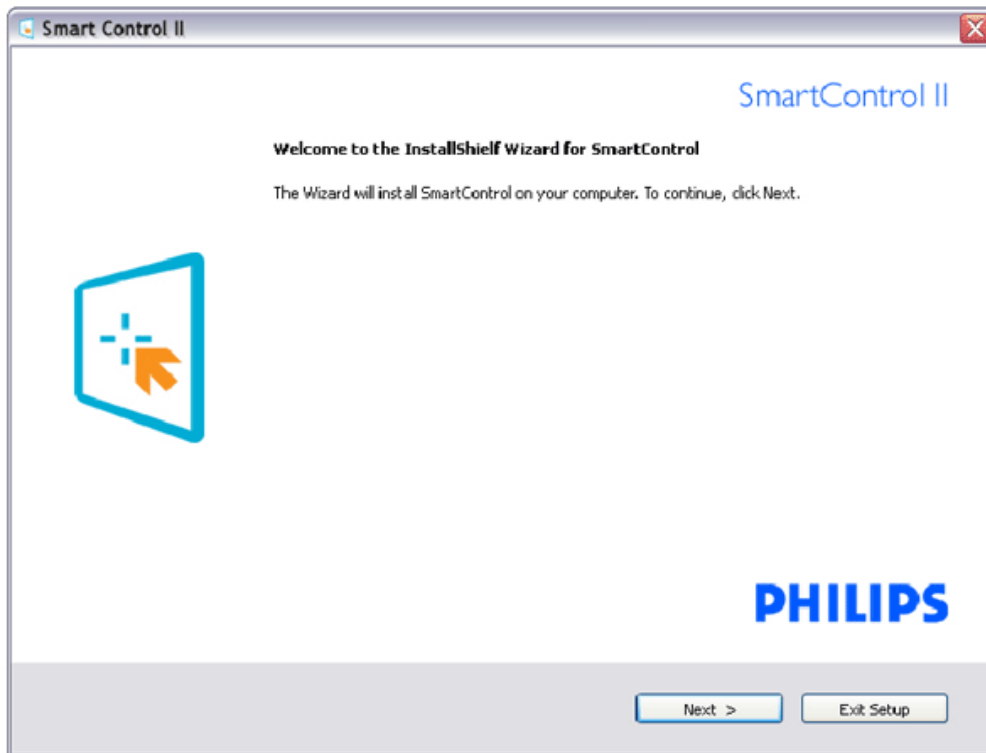 Smart Control II
SmartControl II
Welcome to the InstallShielf Wizard for SmartControl
The Wizard will install SmartControl on your computer. To continue, click Next.
PHILIPS
Next >
Exit Setup